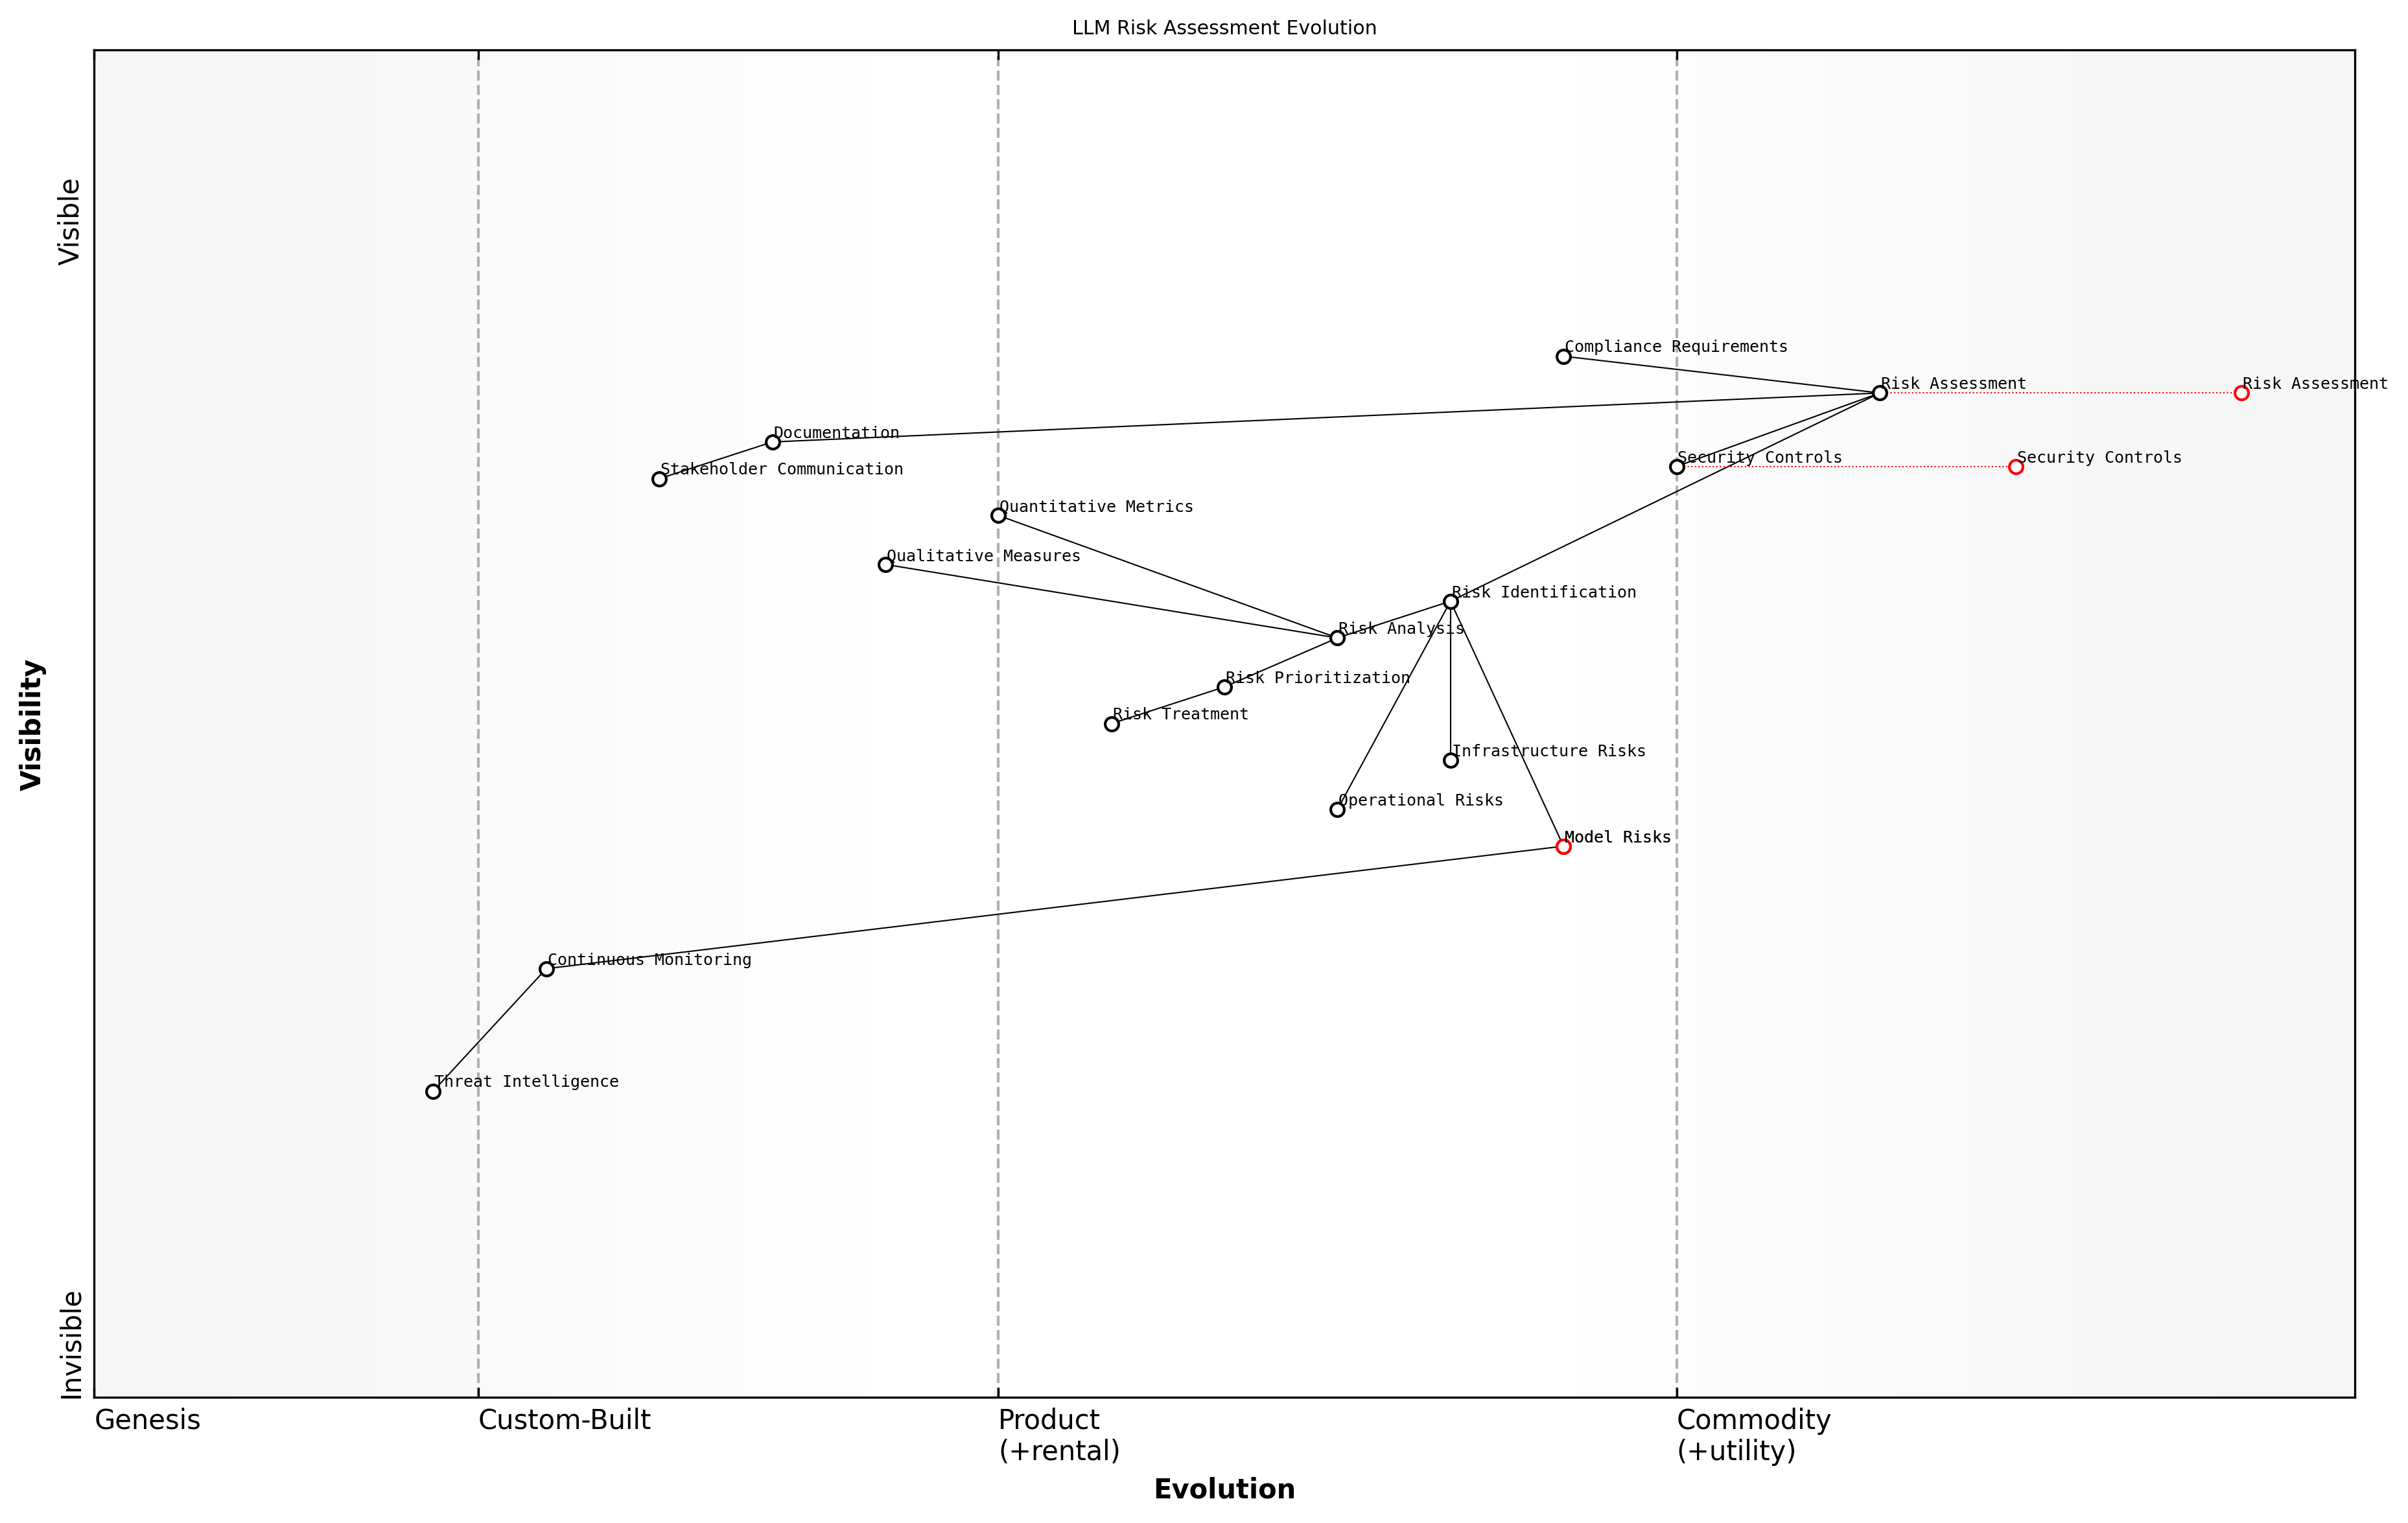 LLM Risk Assessment Evolution
Visible
Compliance Requirements
Risk Assessment
Risk Assessment
Documentation
Security Controls
Security Controls
Stakeholder Communication
Quantitative Metrics
Qualitative Measures
Risk Identification
Risk Analysis
Risk Prioritization
Risk Treatment
Visibility
Infrastructure Risks
Operational Risks
Model Risks
Continuous Monitoring
Threat Intelligence
Invisible
Genesis
Custom-Built
Product
(+rental)
Commodity
(+utility)
Evolution